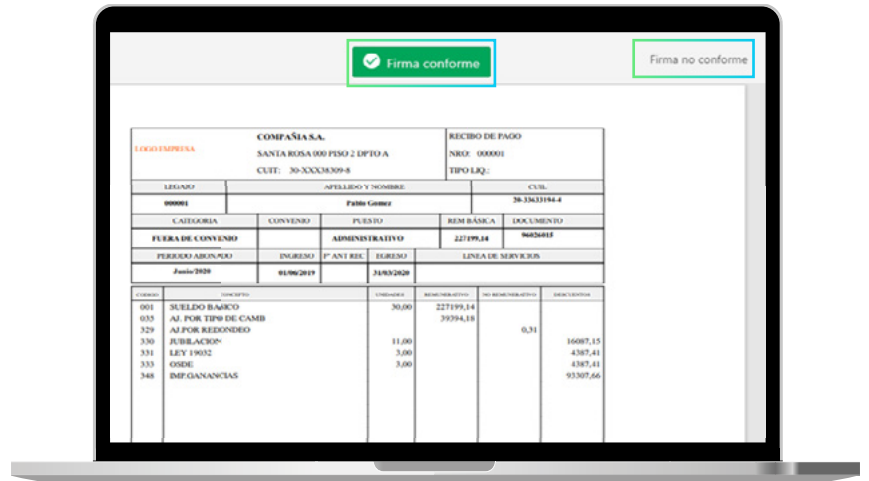 Firma conforme
Firma no conforme
LOGO EMPRESA
COMPAÑIA S.A.
SANTA ROSA 000 PISO 2 DPTO A
CUIT: 30-XXX38309-8
RECIBO DE PAGO
NRO: 000001
TIPO LIQ.:
LEGAJO APELLIDO Y NOMBRE CUIL
000001 Pablo Gomez 20-33633194-4
CATEGORIA CONVENIO PUESTO REM BÁSICA DOCUMENTO
FUERA DE CONVENIO ADMINISTRATIVO 227199,14 96026015
PERIODO ABONADO INGRESO Fº ANT REC EGRESO LINEA DE SERVICIOS
Junio/2020 01/06/2019 31/03/2020
CODIGO CONCEPTO UNIDADES REMUNERATIVO NO REMUNERATIVO DESCUENTOS
001 SUELDO BASICO 30,00 227199,14
035 AJ. POR TIPO DE CAMB 39394,18
329 AJ.POR REDONDEO 0,31
330 JUBILACION 11,00 16087,15
331 LEY 19032 3,00 4387,41
333 OSDE 3,00 4387,41
348 IMP.GANANCIAS 93307,66